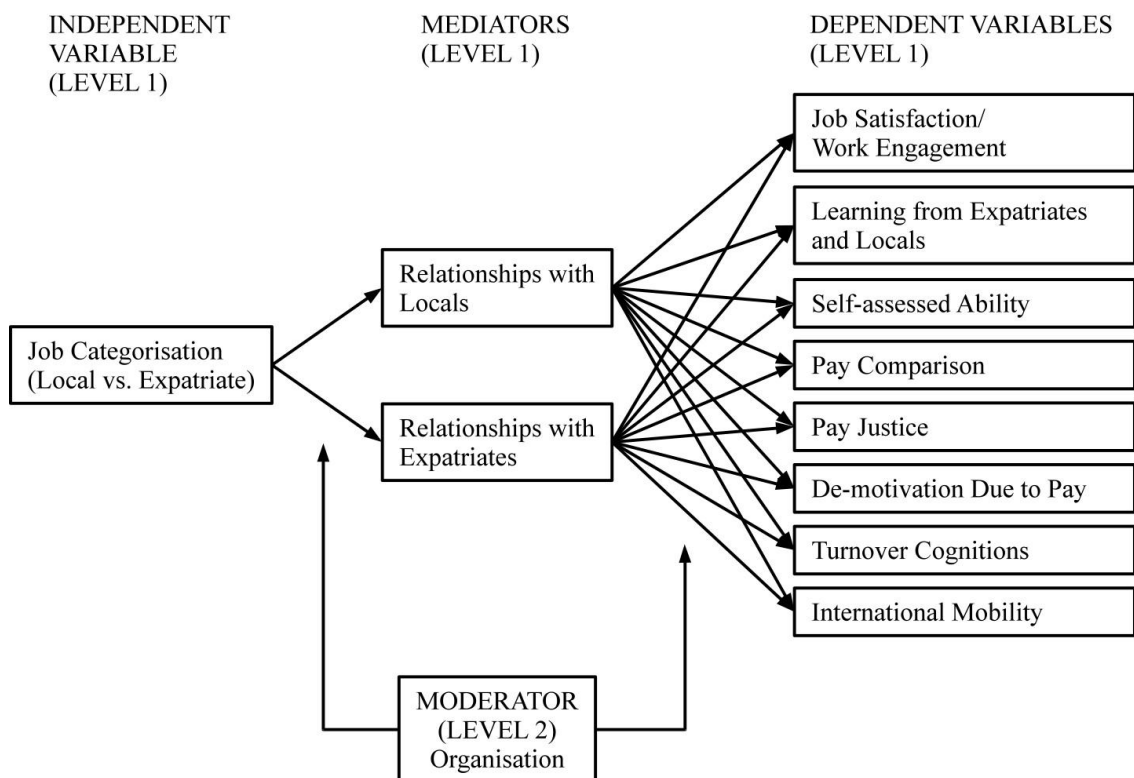 INDEPENDENT
VARIABLE
(LEVEL 1)
MEDIATORS
(LEVEL 1)
DEPENDENT VARIABLES
(LEVEL 1)
Job Categorisation
(Local vs. Expatriate)
Relationships with
Locals
Relationships with
Expatriates
Job Satisfaction/
Work Engagement
Learning from Expatriates
and Locals
Self-assessed Ability
Pay Comparison
Pay Justice
De-motivation Due to Pay
Turnover Cognitions
International Mobility
MODERATOR
(LEVEL 2)
Organisation